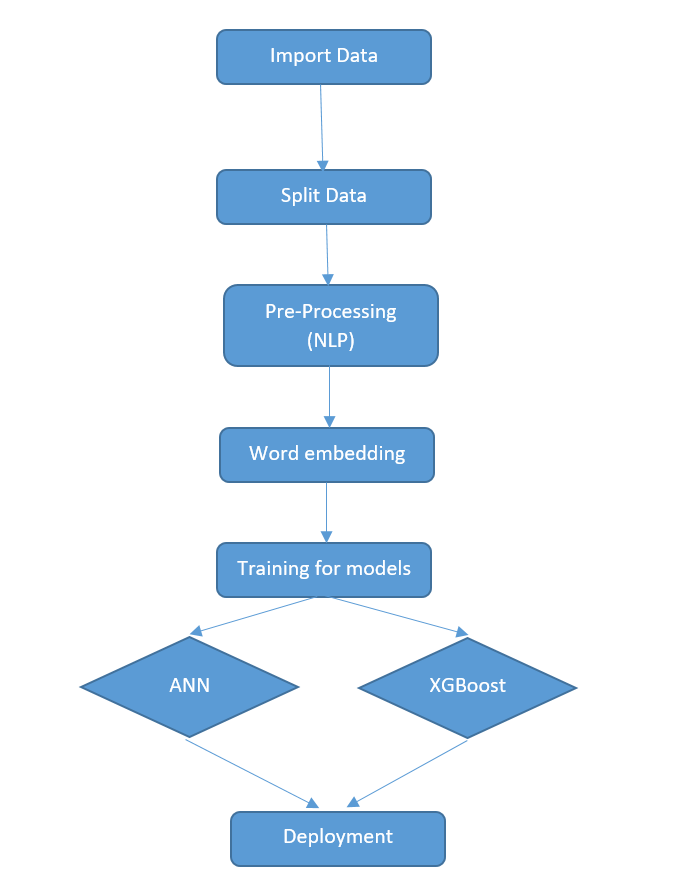 Import Data
Split Data
Pre-Processing
(NLP)
Word embedding
Training for models
ANN
XGBoost
Deployment